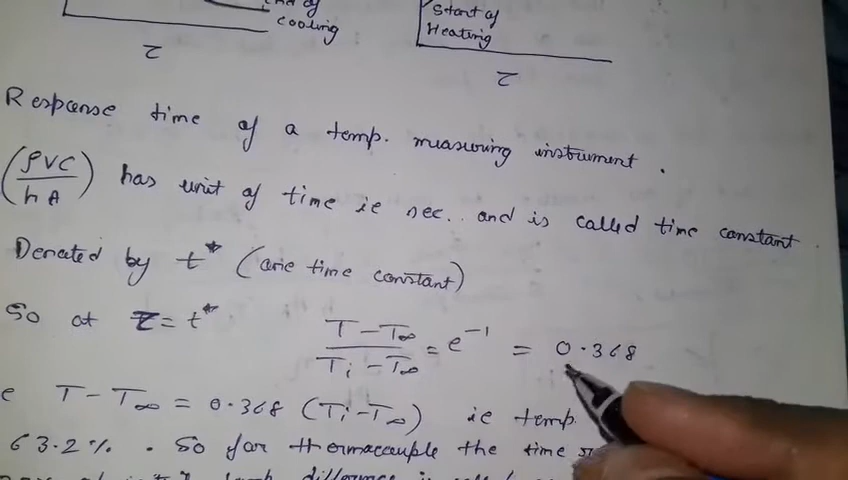 cooling
Start of
Heating
τ
τ
Response time of a temp. measuring instrument.
(ρVC / hA) has unit of time ie sec.. and is called time constant.
Denoted by t* (one time constant)
So at τ = t*
(T - T∞) / (Ti - T∞) = e^-1 = 0.368
T - T∞ = 0.368 (Ti - T∞) ie temp.
63.2%. So for thermocouple the time
difference is